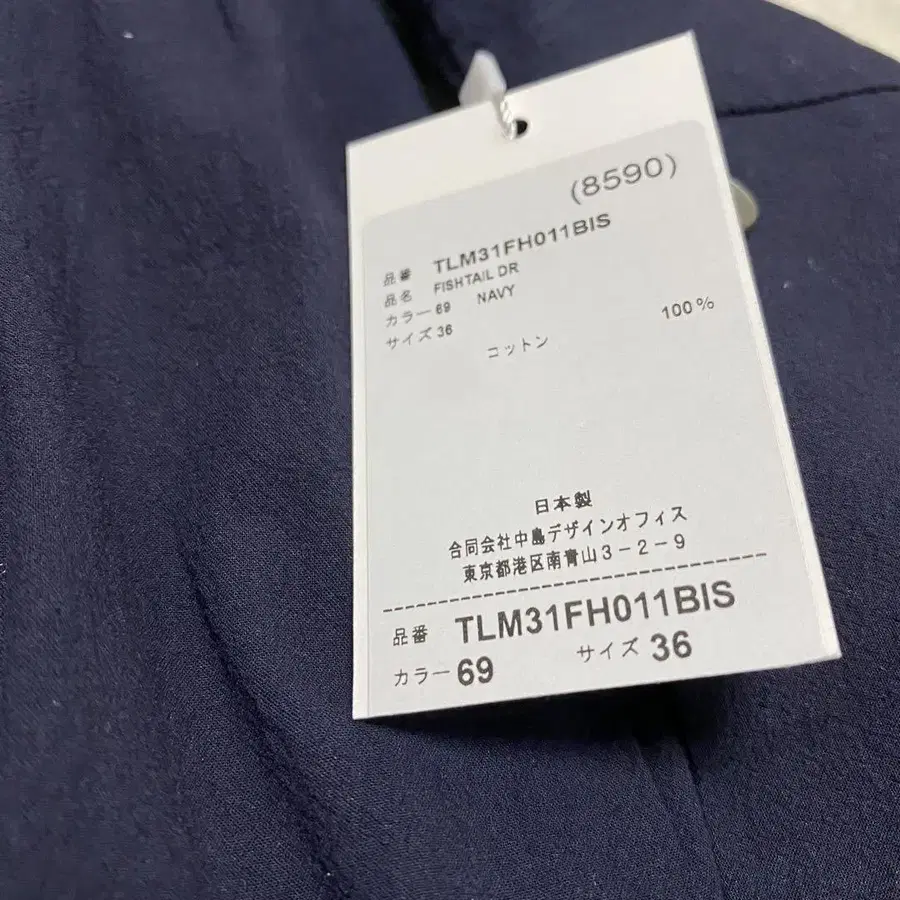 (8590)
品番 TLM31FH011BIS
品名 FISHTAIL DR
カラー 69 NAVY
サイズ 36
コットン 100%
日本製
合同会社中島デザインオフィス
東京都港区南青山3-2-9
品番 TLM31FH011BIS
カラー 69 サイズ 36